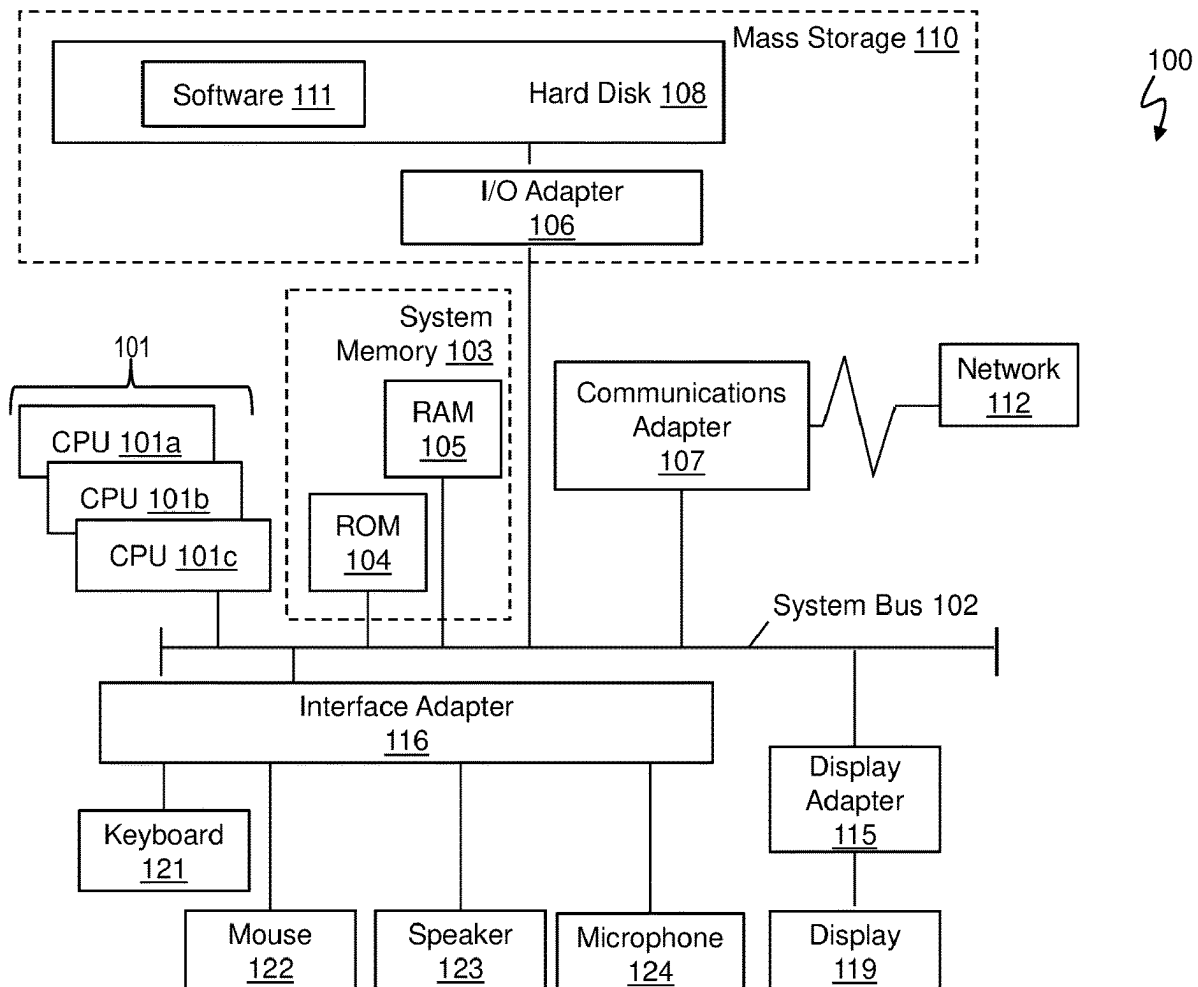 Mass Storage 110
100
Software 111
Hard Disk 108
I/O Adapter
106
System
Memory 103
101
RAM
105
Communications
Adapter
107
Network
112
CPU 101a
CPU 101b
CPU 101c
ROM
104
System Bus 102
Interface Adapter
116
Display
Adapter
115
Keyboard
121
Mouse
122
Speaker
123
Microphone
124
Display
119